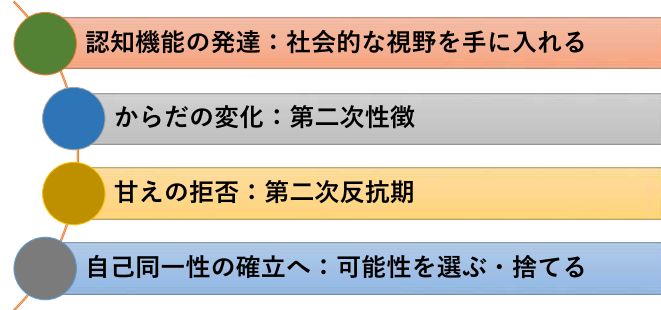 認知機能の発達：社会的な視野を手に入れる
からだの変化：第二次性徴
甘えの拒否：第二次反抗期
自己同一性の確立へ：可能性を選ぶ・捨てる